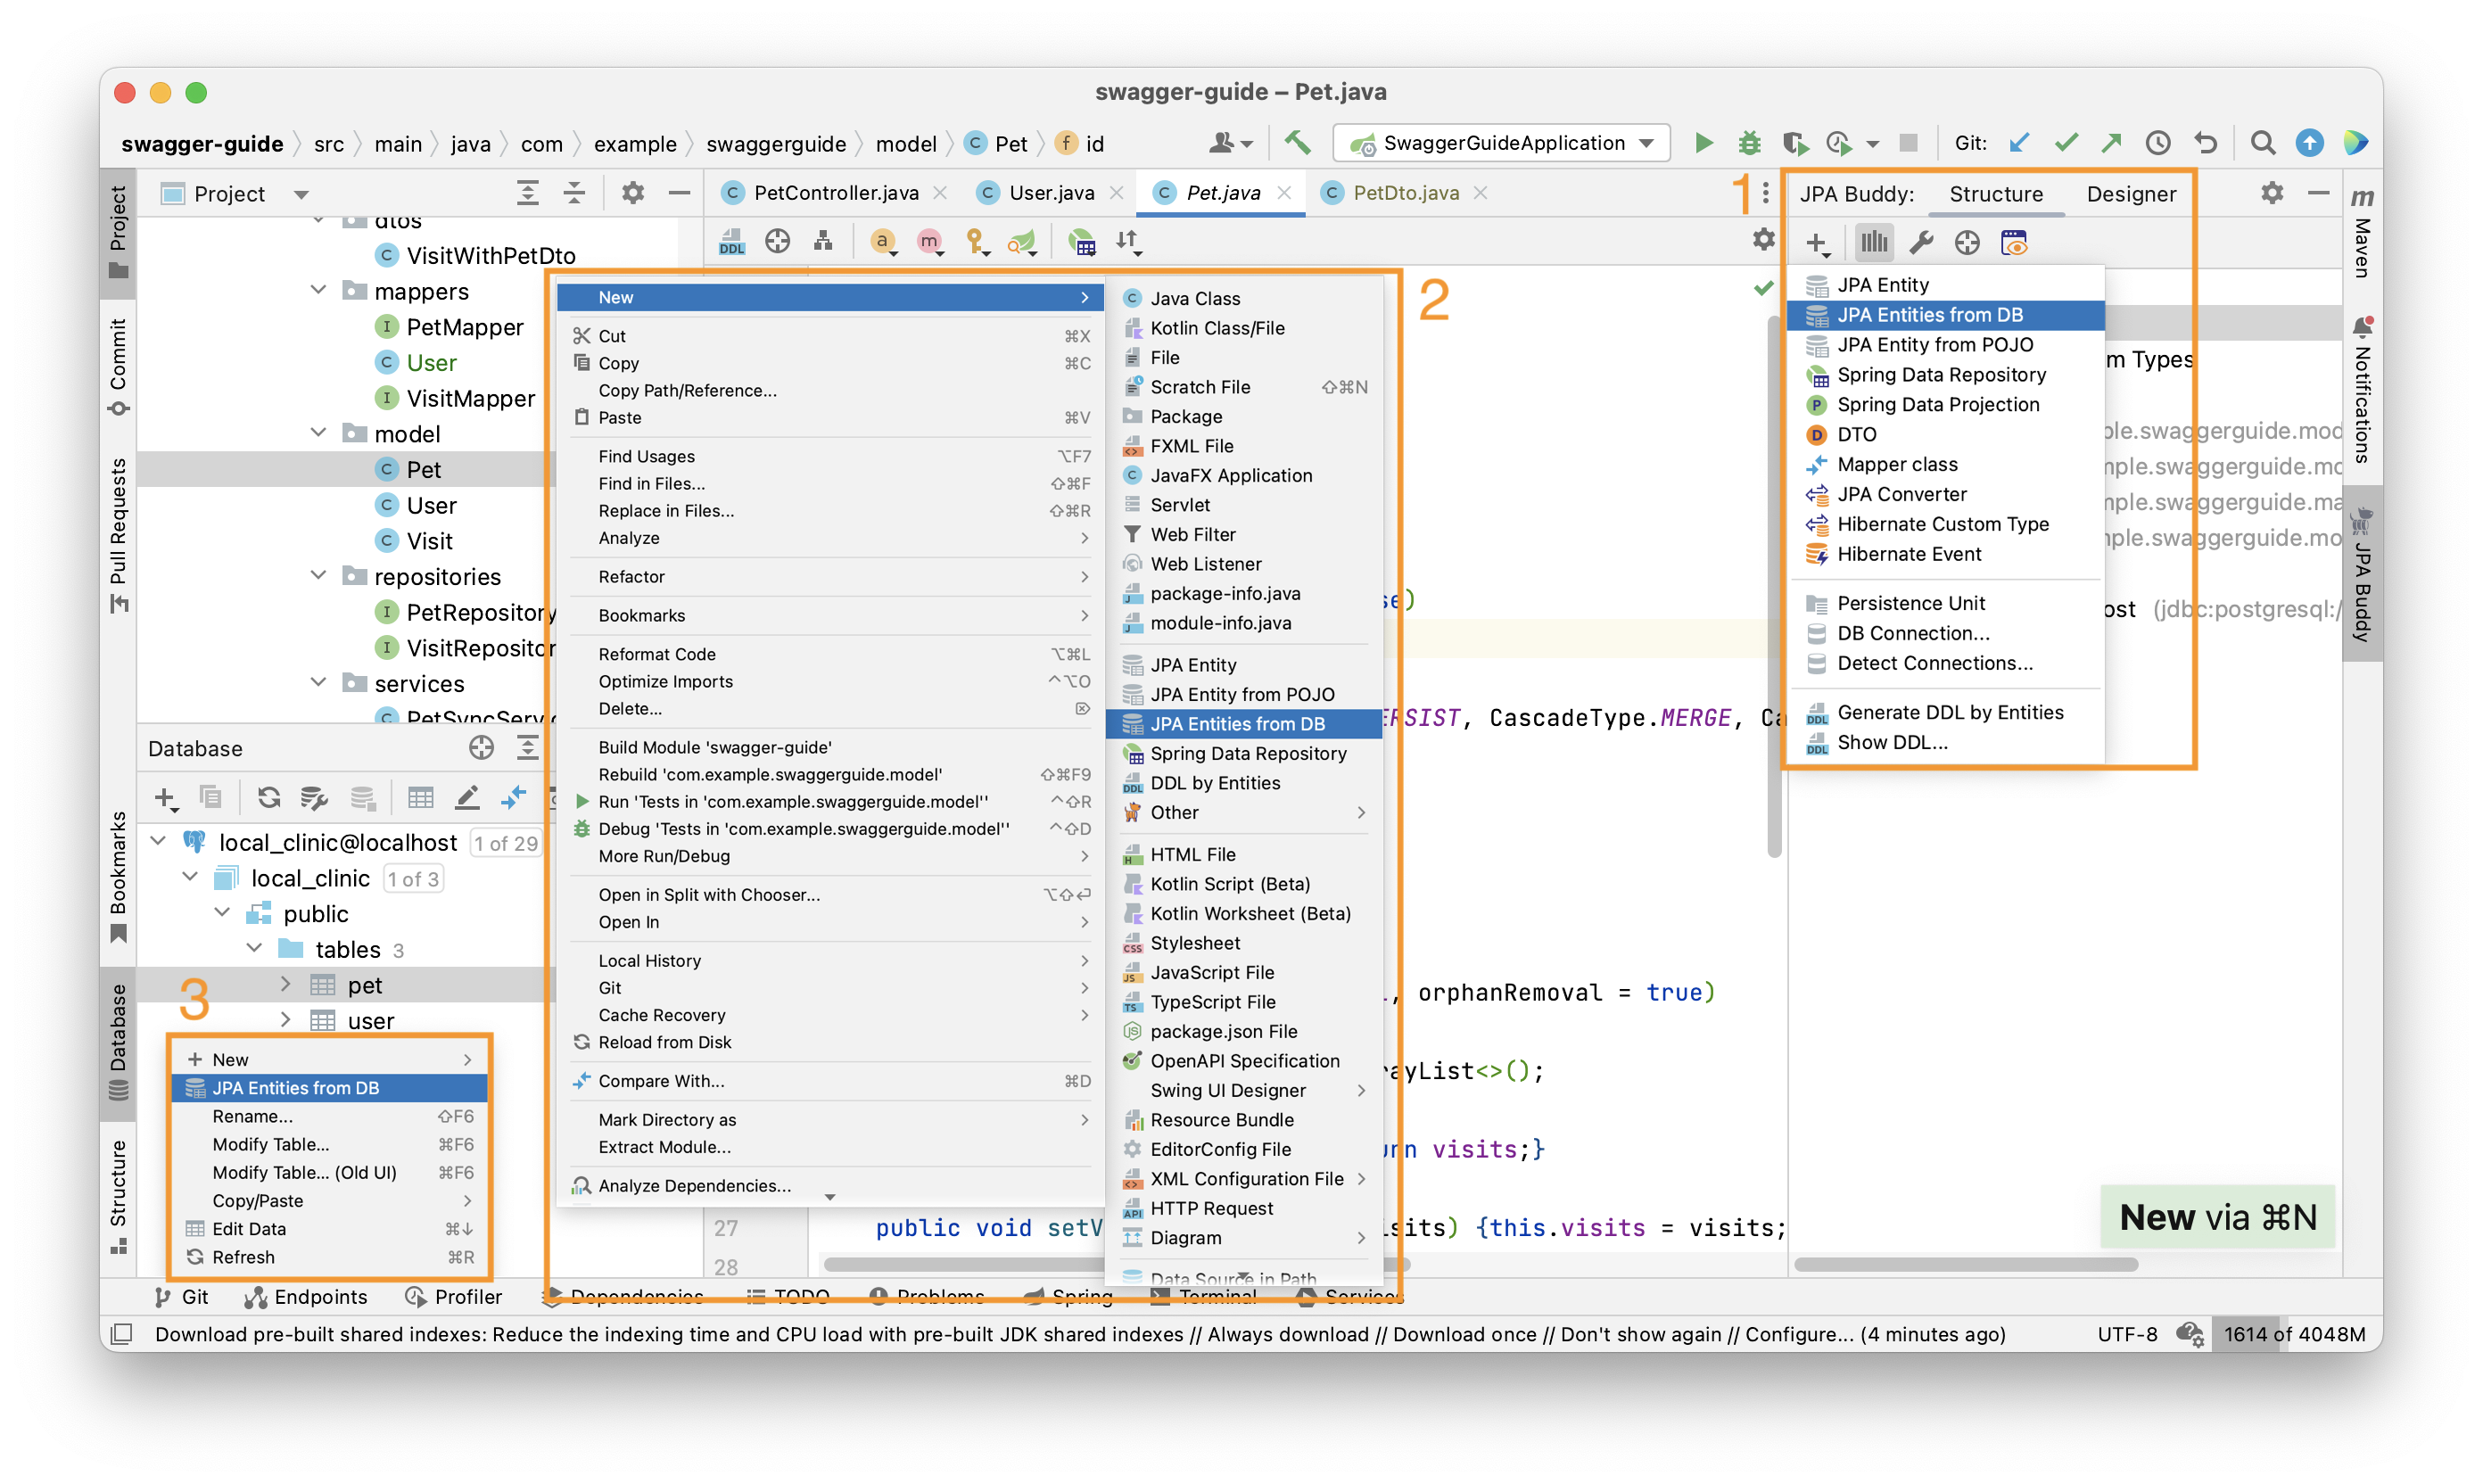 swagger-guide – Pet.java
swagger-guide src main java com example swaggerguide model C Pet f id
SwaggerGuideApplication
Git:
Project
PetController.java
User.java
Pet.java
PetDto.java
1
JPA Buddy: Structure Designer
Project
Commit
Pull Requests
Bookmarks
Database
Structure
dtos
VisitWithPetDto
mappers
PetMapper
User
VisitMapper
model
Pet
User
Visit
repositories
PetRepository
VisitRepositor
services
PetSyncServic
Database
local_clinic@localhost 1 of 29
local_clinic 1 of 3
public
tables 3
pet
user
3
New
JPA Entities from DB
Rename... ⇧F6
Modify Table... ⌘F6
Modify Table... (Old UI) ⌘F6
Copy/Paste
Edit Data ⌘↓
Refresh ⌘R
2
New
Cut ⌘X
Copy ⌘C
Copy Path/Reference...
Paste ⌘V
Find Usages ⌥F7
Find in Files... ⇧⌘F
Replace in Files... ⇧⌘R
Analyze
Refactor
Bookmarks
Reformat Code ⌥⌘L
Optimize Imports ^⌥O
Delete... ⌦
Build Module 'swagger-guide'
Rebuild 'com.example.swaggerguide.model' ⇧⌘F9
Run 'Tests in 'com.example.swaggerguide.model'' ^⇧R
Debug 'Tests in 'com.example.swaggerguide.model'' ^⇧D
More Run/Debug
Open in Split with Chooser... ⌥⇧⏎
Open In
Local History
Git
Cache Recovery
Reload from Disk
Compare With... ⌘D
Mark Directory as
Extract Module...
Analyze Dependencies...
Java Class
Kotlin Class/File
File
Scratch File ⇧⌘N
Package
FXML File
JavaFX Application
Servlet
Web Filter
Web Listener
package-info.java
module-info.java
JPA Entity
JPA Entity from POJO
JPA Entities from DB
Spring Data Repository
DDL by Entities
Other
HTML File
Kotlin Script (Beta)
Kotlin Worksheet (Beta)
Stylesheet
JavaScript File
TypeScript File
package.json File
OpenAPI Specification
Swing UI Designer
Resource Bundle
EditorConfig File
XML Configuration File
HTTP Request
Diagram
Data Source in Path
se)
ERSIST, CascadeType.MERGE, Ca
, orphanRemoval = true)
rayList<>();
urn visits;}
27 public void setV isits) {this.visits = visits;
28
JPA Entity
JPA Entities from DB
JPA Entity from POJO
Spring Data Repository
Spring Data Projection
DTO
Mapper class
JPA Converter
Hibernate Custom Type
Hibernate Event
Persistence Unit
DB Connection...
Detect Connections...
Generate DDL by Entities
Show DDL...
m Types
ple.swaggerguide.mod
mple.swaggerguide.mo
mple.swaggerguide.ma
mple.swaggerguide.mo
ost (jdbc:postgresql:/
New via ⌘N
Maven
Notifications
JPA Buddy
Git Endpoints Profiler Dependencies TODO Problems Spring Terminal Services
Download pre-built shared indexes: Reduce the indexing time and CPU load with pre-built JDK shared indexes // Always download // Download once // Don't show again // Configure... (4 minutes ago) UTF-8 1614 of 4048M